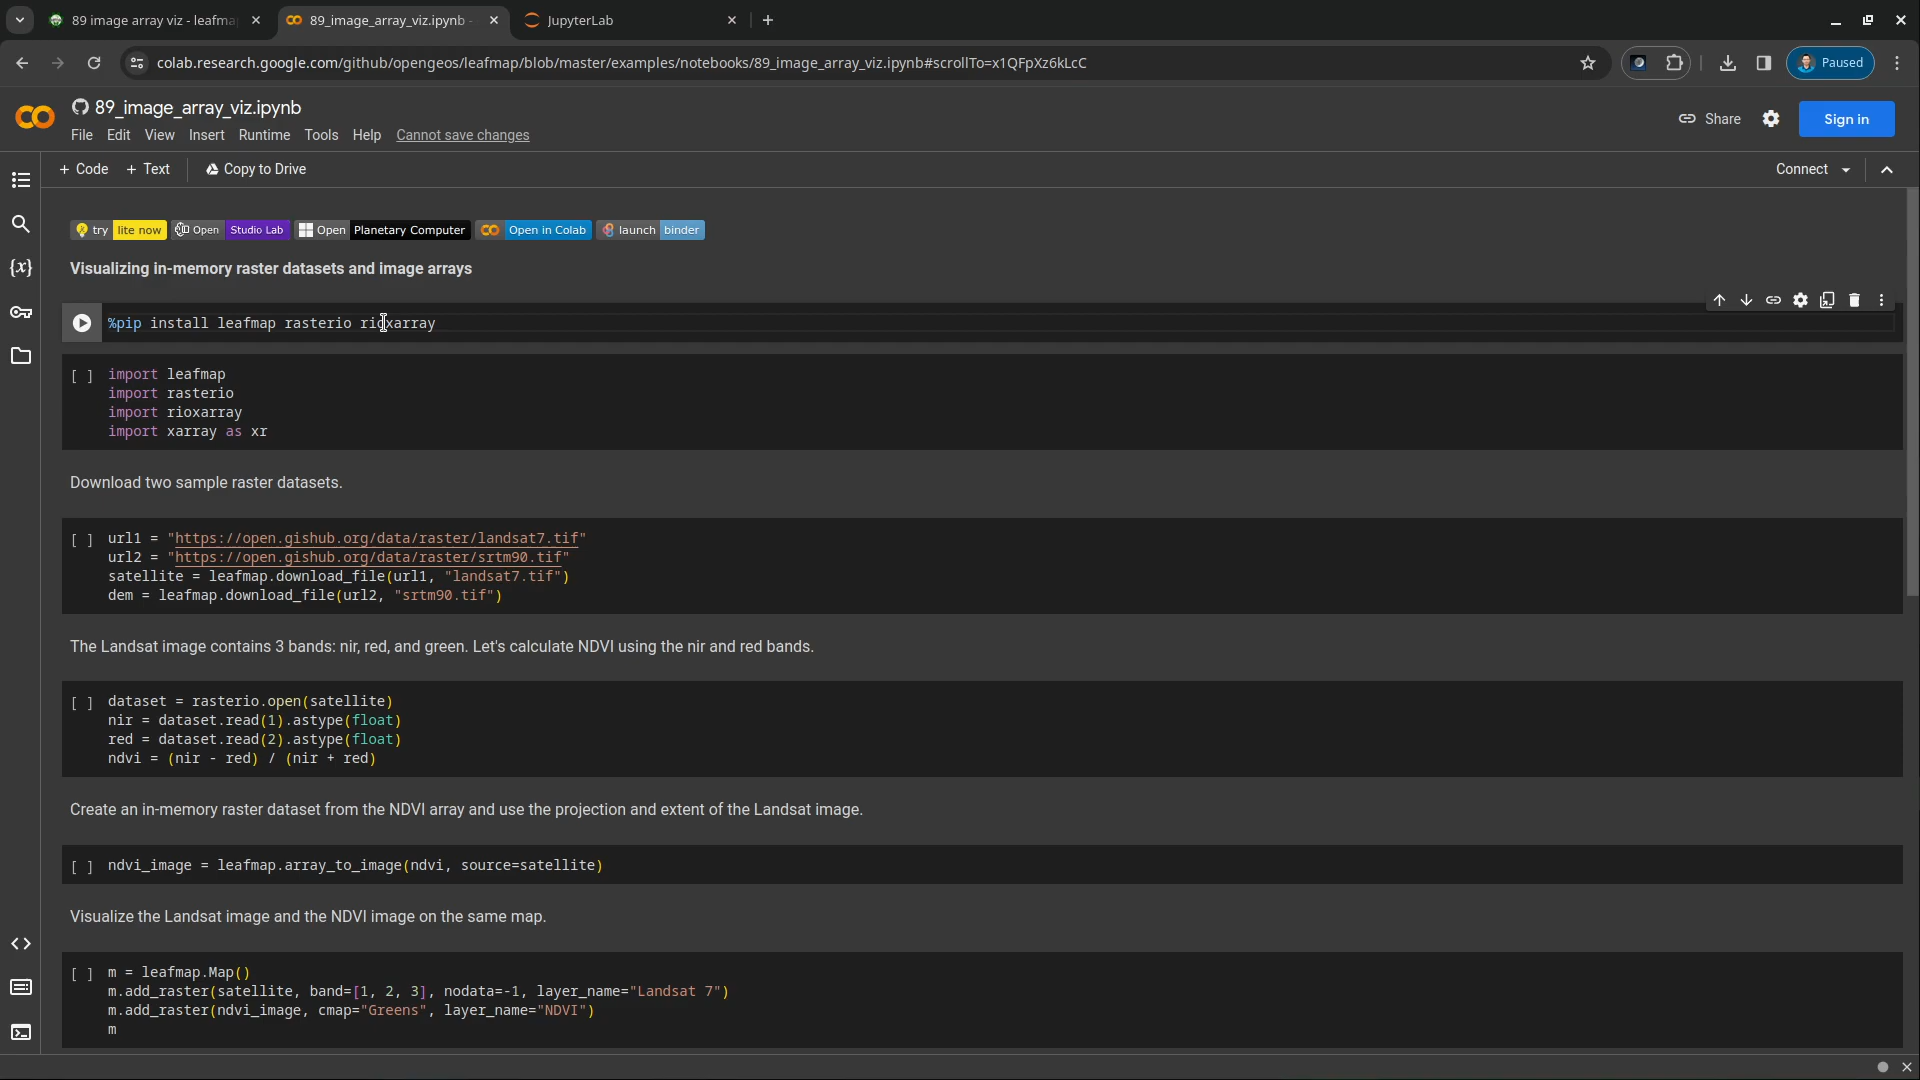 89 image array viz - leafma
89_image_array_viz.ipynb -
JupyterLab
colab.research.google.com/github/opengeos/leafmap/blob/master/examples/notebooks/89_image_array_viz.ipynb#scrollTo=x1QFpXz6kLcC
Paused
89_image_array_viz.ipynb
Share
Sign in
File Edit View Insert Runtime Tools Help Cannot save changes
+ Code + Text Copy to Drive
Connect
try lite now Open Studio Lab Open Planetary Computer Open in Colab launch binder
Visualizing in-memory raster datasets and image arrays
%pip install leafmap rasterio rioxarray
[ ] import leafmap
import rasterio
import rioxarray
import xarray as xr
Download two sample raster datasets.
[ ] url1 = "https://open.gishub.org/data/raster/landsat7.tif"
url2 = "https://open.gishub.org/data/raster/srtm90.tif"
satellite = leafmap.download_file(url1, "landsat7.tif")
dem = leafmap.download_file(url2, "srtm90.tif")
The Landsat image contains 3 bands: nir, red, and green. Let's calculate NDVI using the nir and red bands.
[ ] dataset = rasterio.open(satellite)
nir = dataset.read(1).astype(float)
red = dataset.read(2).astype(float)
ndvi = (nir - red) / (nir + red)
Create an in-memory raster dataset from the NDVI array and use the projection and extent of the Landsat image.
[ ] ndvi_image = leafmap.array_to_image(ndvi, source=satellite)
Visualize the Landsat image and the NDVI image on the same map.
[ ] m = leafmap.Map()
m.add_raster(satellite, band=[1, 2, 3], nodata=-1, layer_name="Landsat 7")
m.add_raster(ndvi_image, cmap="Greens", layer_name="NDVI")
m